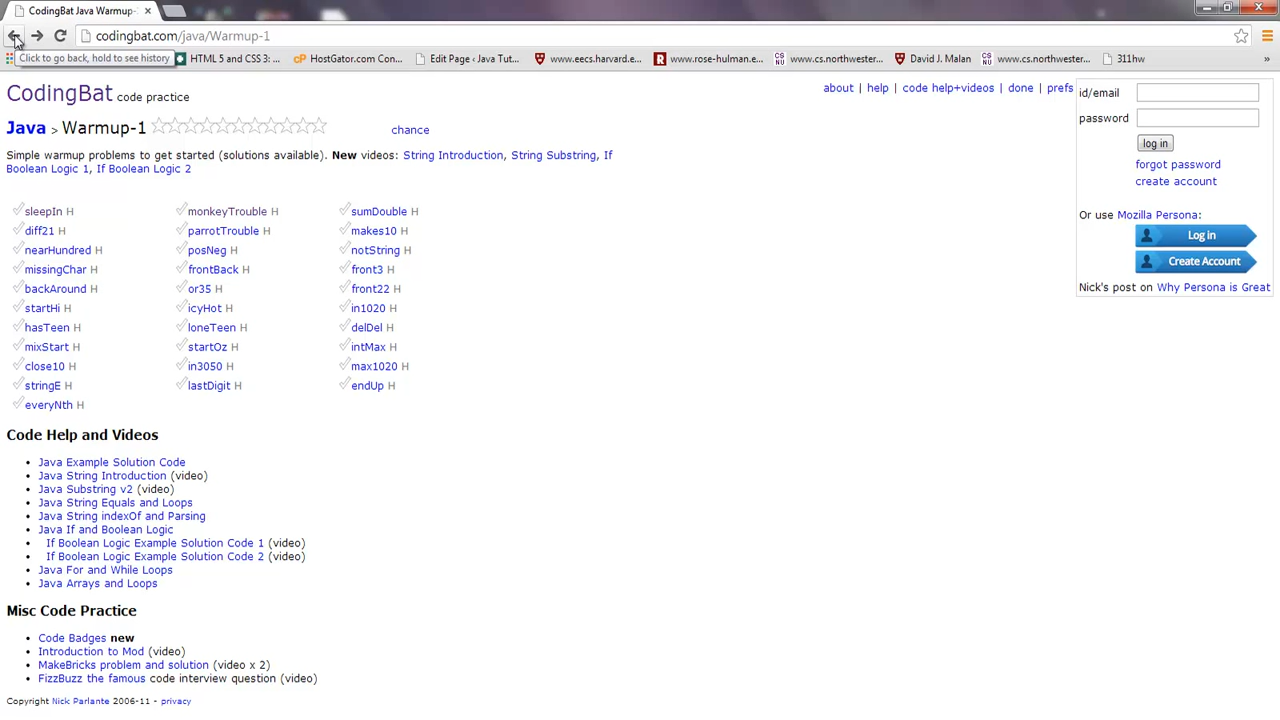 CodingBat Java Warmup-
codingbat.com/java/Warmup-1
Click to go back, hold to see history
HTML 5 and CSS 3: ...
HostGator.com Con...
Edit Page ‹ Java Tut...
www.eecs.harvard.e...
www.rose-hulman.e...
www.cs.northwester...
David J. Malan
www.cs.northwester...
311hw
»
CodingBat code practice
about | help | code help+videos | done | prefs
id/email
password
log in
forgot password
create account
Or use Mozilla Persona:
Log in
Create Account
Nick's post on Why Persona is Great
Java > Warmup-1
chance
Simple warmup problems to get started (solutions available). New videos: String Introduction, String Substring, If
Boolean Logic 1, If Boolean Logic 2
sleepIn H monkeyTrouble H sumDouble H
diff21 H parrotTrouble H makes10 H
nearHundred H posNeg H notString H
missingChar H frontBack H front3 H
backAround H or35 H front22 H
startHi H icyHot H in1020 H
hasTeen H loneTeen H delDel H
mixStart H startOz H intMax H
close10 H in3050 H max1020 H
stringE H lastDigit H endUp H
everyNth H
Code Help and Videos
• Java Example Solution Code
• Java String Introduction (video)
• Java Substring v2 (video)
• Java String Equals and Loops
• Java String indexOf and Parsing
• Java If and Boolean Logic
• If Boolean Logic Example Solution Code 1 (video)
• If Boolean Logic Example Solution Code 2 (video)
• Java For and While Loops
• Java Arrays and Loops
Misc Code Practice
• Code Badges new
• Introduction to Mod (video)
• MakeBricks problem and solution (video x 2)
• FizzBuzz the famous code interview question (video)
Copyright Nick Parlante 2006-11 - privacy